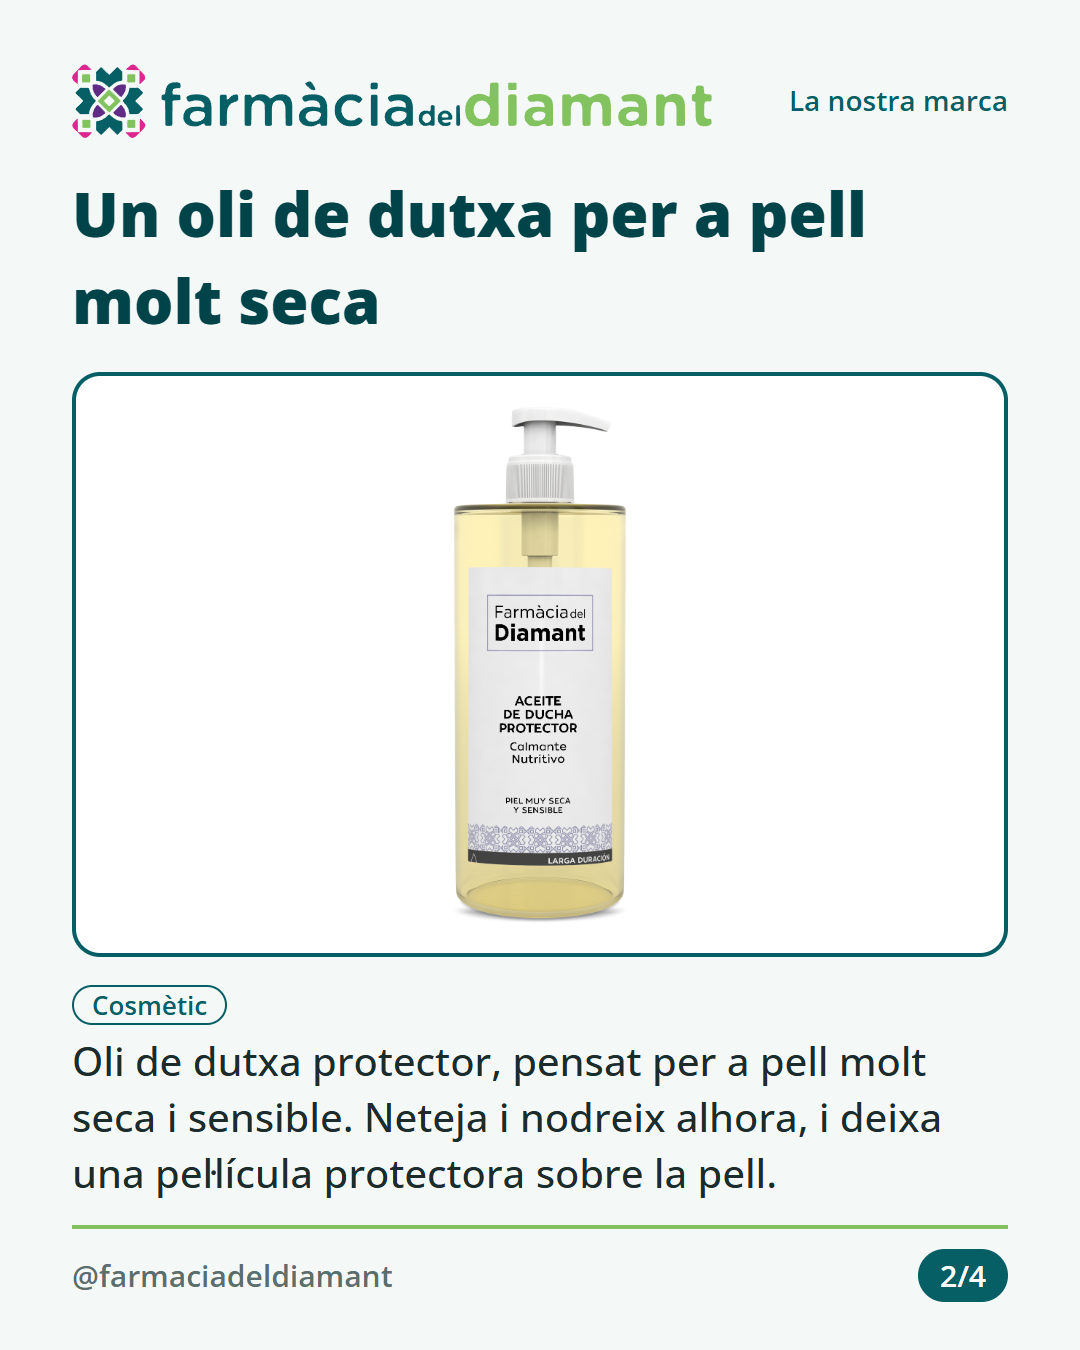 farmàciadeldiamant
La nostra marca
Un oli de dutxa per a pell
molt seca
Farmàciadel
Diamant
ACEITE
DE DUCHA
PROTECTOR
Calmante
Nutritivo
PIEL MUY SECA
Y SENSIBLE
LARGA DURACIÓN
Cosmètic
Oli de dutxa protector, pensat per a pell molt
seca i sensible. Neteja i nodreix alhora, i deixa
una pel·lícula protectora sobre la pell.
@farmaciadeldiamant
2/4